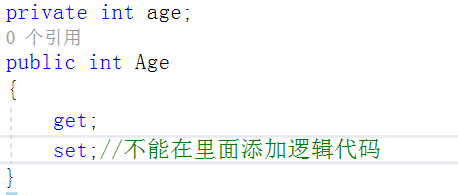 private int age;
0 个引用
public int Age
{
get;
set;//不能在里面添加逻辑代码
}